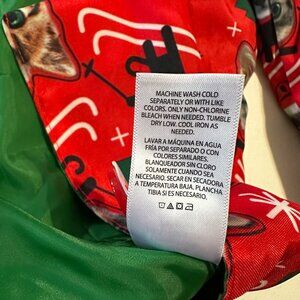 MACHINE WASH COLD
SEPARATELY OR WITH LIKE
COLORS. ONLY NON-CHLORINE
BLEACH WHEN NEEDED. TUMBLE
DRY LOW. COOL IRON AS
NEEDED.
LAVAR A MÁQUINA EN AGUA
FRÍA POR SEPARADO O CON
COLORES SIMILARES.
BLANQUEADOR SIN CLORO
SOLAMENTE CUANDO SEA
NECESARIO. SECAR EN SECADORA
A TEMPERATURA BAJA. PLANCHA
TIBIA SI ES NECESARIO.